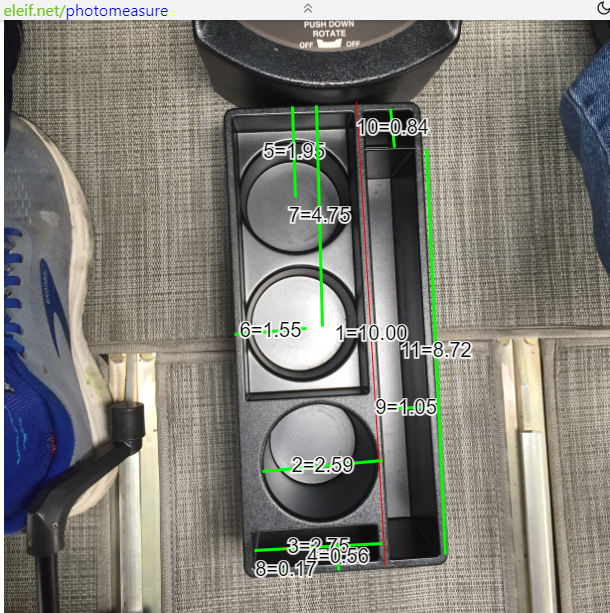 eleif.net/photomeasure
PUSH DOWN
ROTATE
OFF OFF
10=0.84
5=1.95
7=4.75
6=1.55
1=10.00
11=8.72
9=1.05
2=2.59
3=2.75
4=0.56
8=0.17